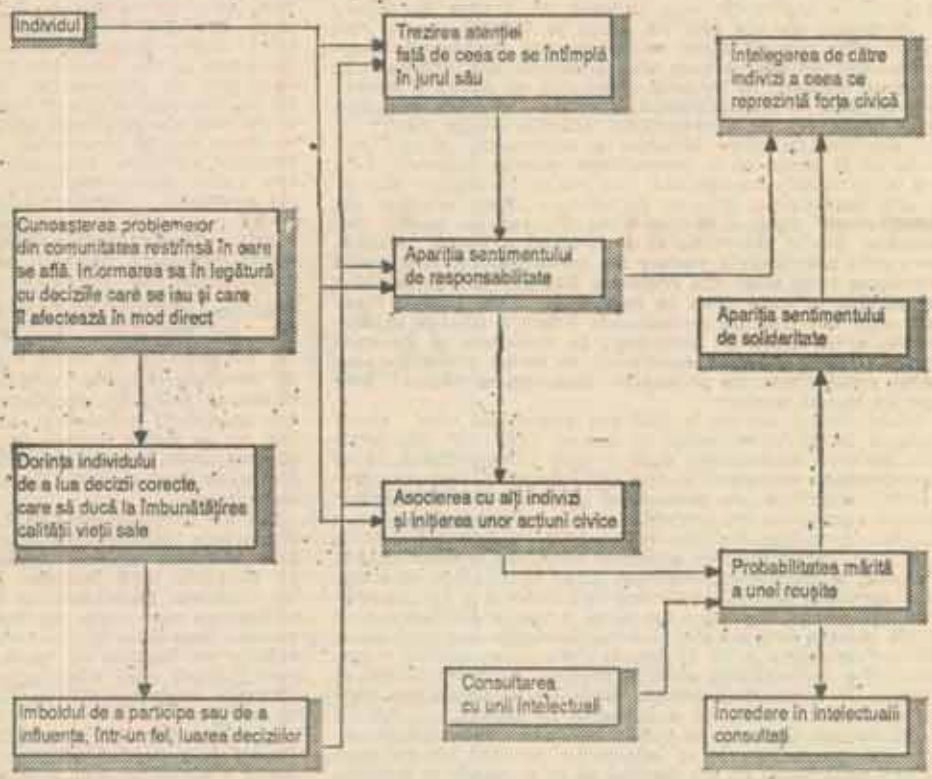 Individul
Trezirea atenției
față de ceea ce se întîmplă
în jurul său
Înțelegerea de către
indivizi a ceea ce
reprezintă forța civică
Cunoașterea problemelor
din comunitatea restrînsă în care
se află. Informarea sa în legătură
cu deciziile care se iau și care
îl afectează în mod direct
Apariția sentimentului
de responsabilitate
Apariția sentimentului
de solidaritate
Dorința individului
de a lua decizii corecte,
care să ducă la îmbunătățirea
calității vieții sale
Asocierea cu alți indivizi
și inițierea unor acțiuni civice
Probabilitatea mărită
a unei reușite
Consultarea
cu unii intelectuali
Imboldul de a participa sau de a
influența, într-un fel, luarea deciziilor
Încredere în intelectualii
consultați